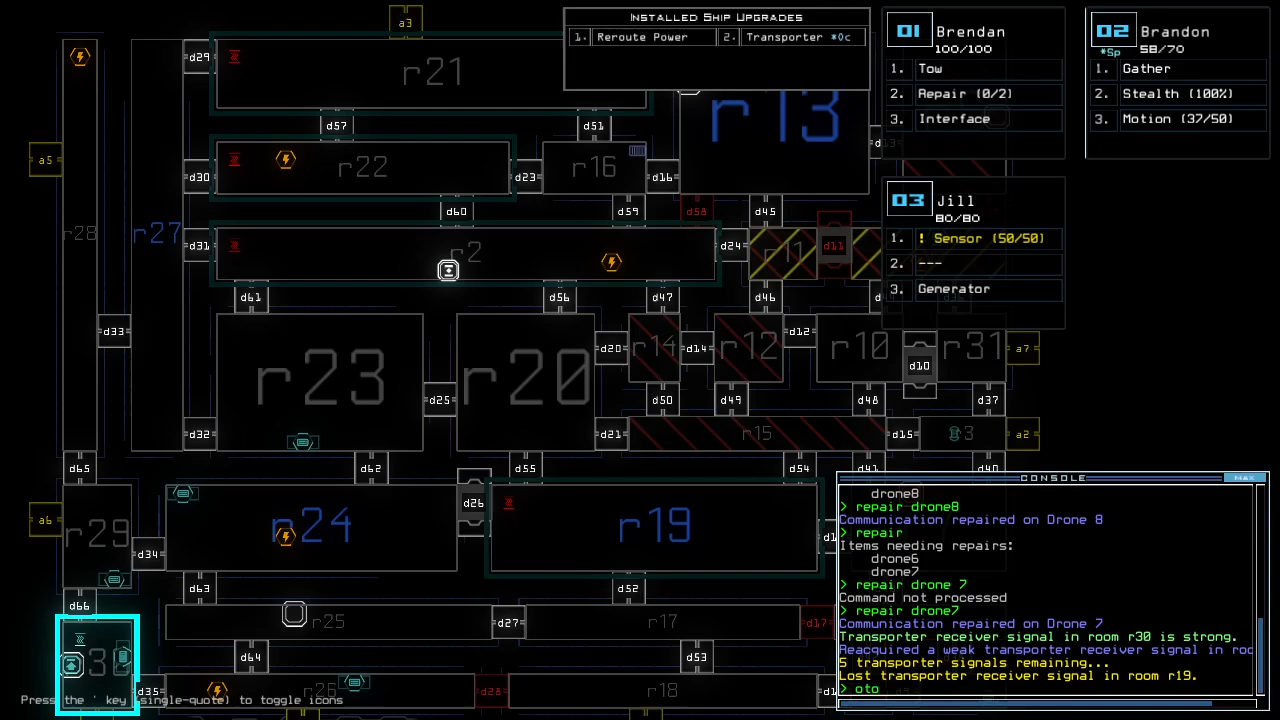 a3
INSTALLED SHIP UPGRADES
1. Reroute Power 2. Transporter *0c
01 Brendan
100/100
1. Tow
2. Repair (0/2)
3. Interface
02 Brandon
*Sp 58/70
1. Gather
2. Stealth (100%)
3. Motion (37/50)
03 Jill
80/80
1. ! Sensor (50/50)
2. ---
3. Generator
d29 r21 r13
d57 d51
a5 d30 r22 d23 r16 d16
d60 d59 d58 d45
r28 r27 d31 r2 d24 r11 d11
d61 d56 d47 d46
d33 r23 r20 d20 r14 d14 r12 d12 r10 d10 r31 a7
d25 d50 d49 d48 d37
d32 d21 r15 d15 r3 a2
d65 d62 d55 d54 d41 d40
a6 r29 d34 r24 d26 r19
d66 d63 d52
r25 d27 r17 d17
d64 d53
d35 r26 d28 r18
Press the ' key (single-quote) to toggle icons
CONSOLE
MAX
drone8
> repair drone8
Communication repaired on Drone 8
> repair
Items needing repairs:
drone6
drone7
> repair drone 7
Command not processed
> repair drone7
Communication repaired on Drone 7
Transporter receiver signal in room r30 is strong.
Reacquired a weak transporter receiver signal in roo
5 transporter signals remaining...
Lost transporter receiver signal in room r19.
> oto